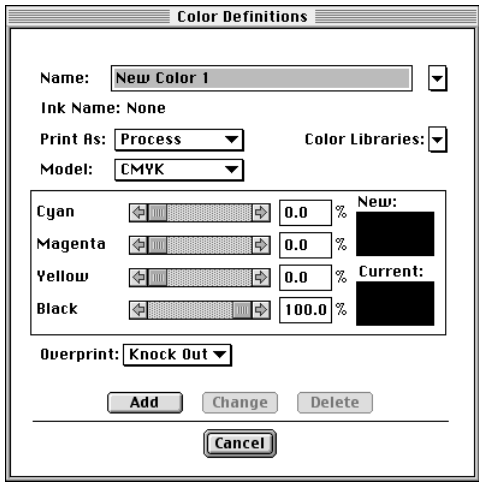 Color Definitions
Name: New Color 1
Ink Name: None
Print As: Process Color Libraries:
Model: CMYK
Cyan 0.0 % New:
Magenta 0.0 %
Yellow 0.0 % Current:
Black 100.0 %
Overprint: Knock Out
Add Change Delete
Cancel